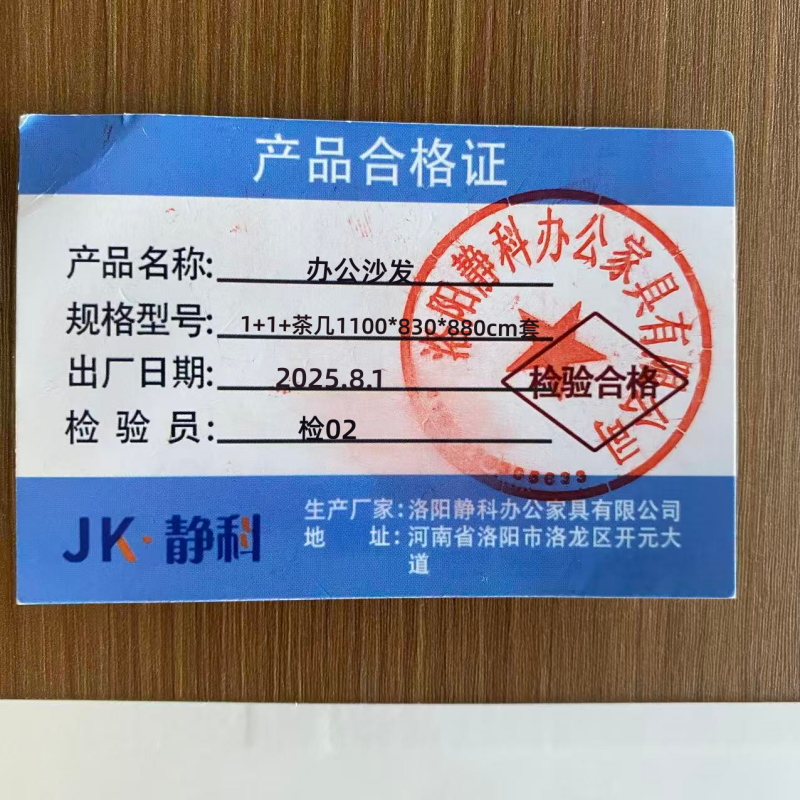 产品合格证
产品名称: 办公沙发
规格型号: 1+1+茶几1100*830*880cm套
出厂日期: 2025.8.1
检 验 员: 检02
洛阳静科办公家具有限公司
检验合格
JK·静科
生产厂家:洛阳静科办公家具有限公司
地 址:河南省洛阳市洛龙区开元大
道